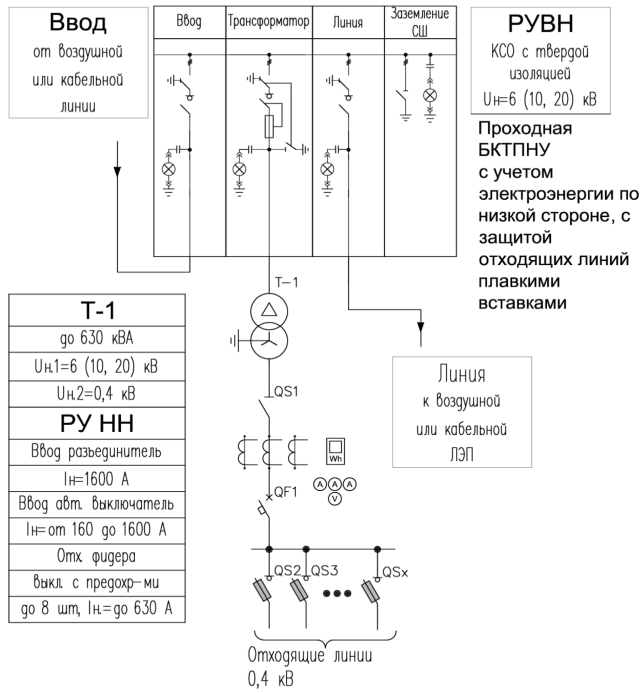 Ввод
от воздушной
или кабельной
линии
Ввод
Трансформатор
Линия
Заземление
СШ
РУВН
КСО с твердой
изоляцией
Uн=6 (10, 20) кВ
Проходная
БКТПНУ
с учетом
электроэнергии по
низкой стороне, с
защитой
отходящих линий
плавкими
вставками
Т-1
Т-1
до 630 кВА
Uн.1=6 (10, 20) кВ
Uн.2=0,4 кВ
РУ НН
Ввод разъединитель
Iн=1600 А
Ввод авт. выключатель
Iн=от 160 до 1600 А
Отх. фидера
выкл. с предохр-ми
до 8 шт, Iн.=до 630 А
Линия
к воздушной
или кабельной
ЛЭП
QS1
Wh
A A A
V
QF1
QS2 QS3 QSx
Отходящие линии
0,4 кВ